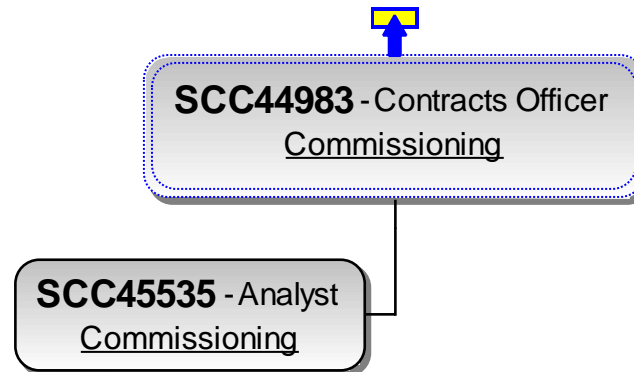 SCC44983 - Contracts Officer
Commissioning
SCC45535 - Analyst
Commissioning